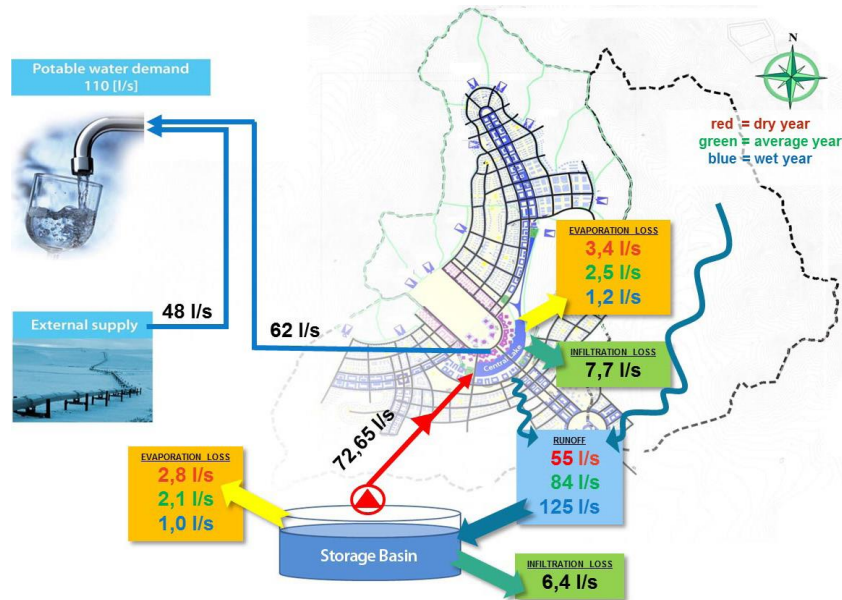 Potable water demand
110 [l/s]
N
red = dry year
green = average year
blue = wet year
EVAPORATION LOSS
3,4 l/s
2,5 l/s
1,2 l/s
External supply
48 l/s
62 l/s
INFILTRATION LOSS
7,7 l/s
Central Lake
72,65 l/s
RUNOFF
55 l/s
84 l/s
125 l/s
EVAPORATION LOSS
2,8 l/s
2,1 l/s
1,0 l/s
Storage Basin
INFILTRATION LOSS
6,4 l/s